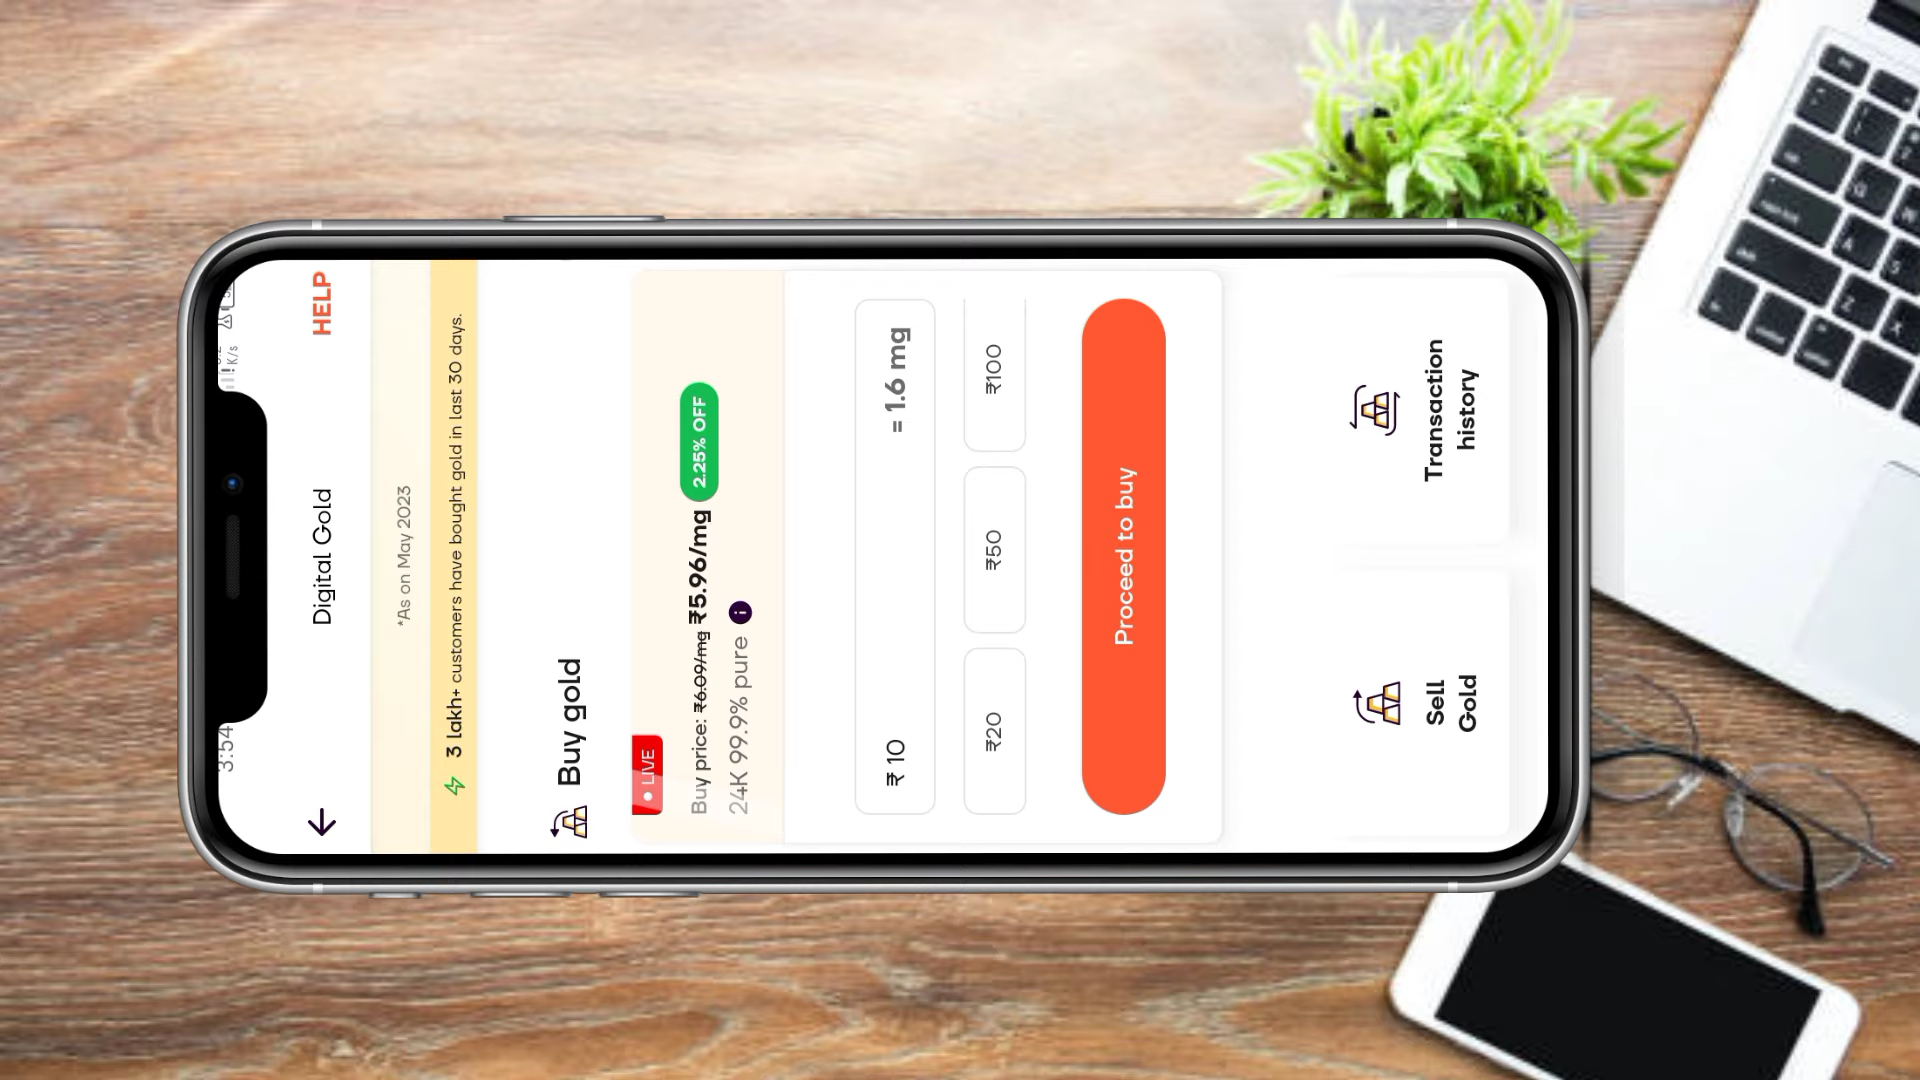 3:54
K/s
Digital Gold
HELP
*As on May 2023
3 lakh+ customers have bought gold in last 30 days.
Buy gold
LIVE
Buy price: ₹6.09/mg ₹5.96/mg 2.25% OFF
24K 99.9% pure
₹ 10 = 1.6 mg
₹20 ₹50 ₹100
Proceed to buy
Sell
Gold
Transaction
history